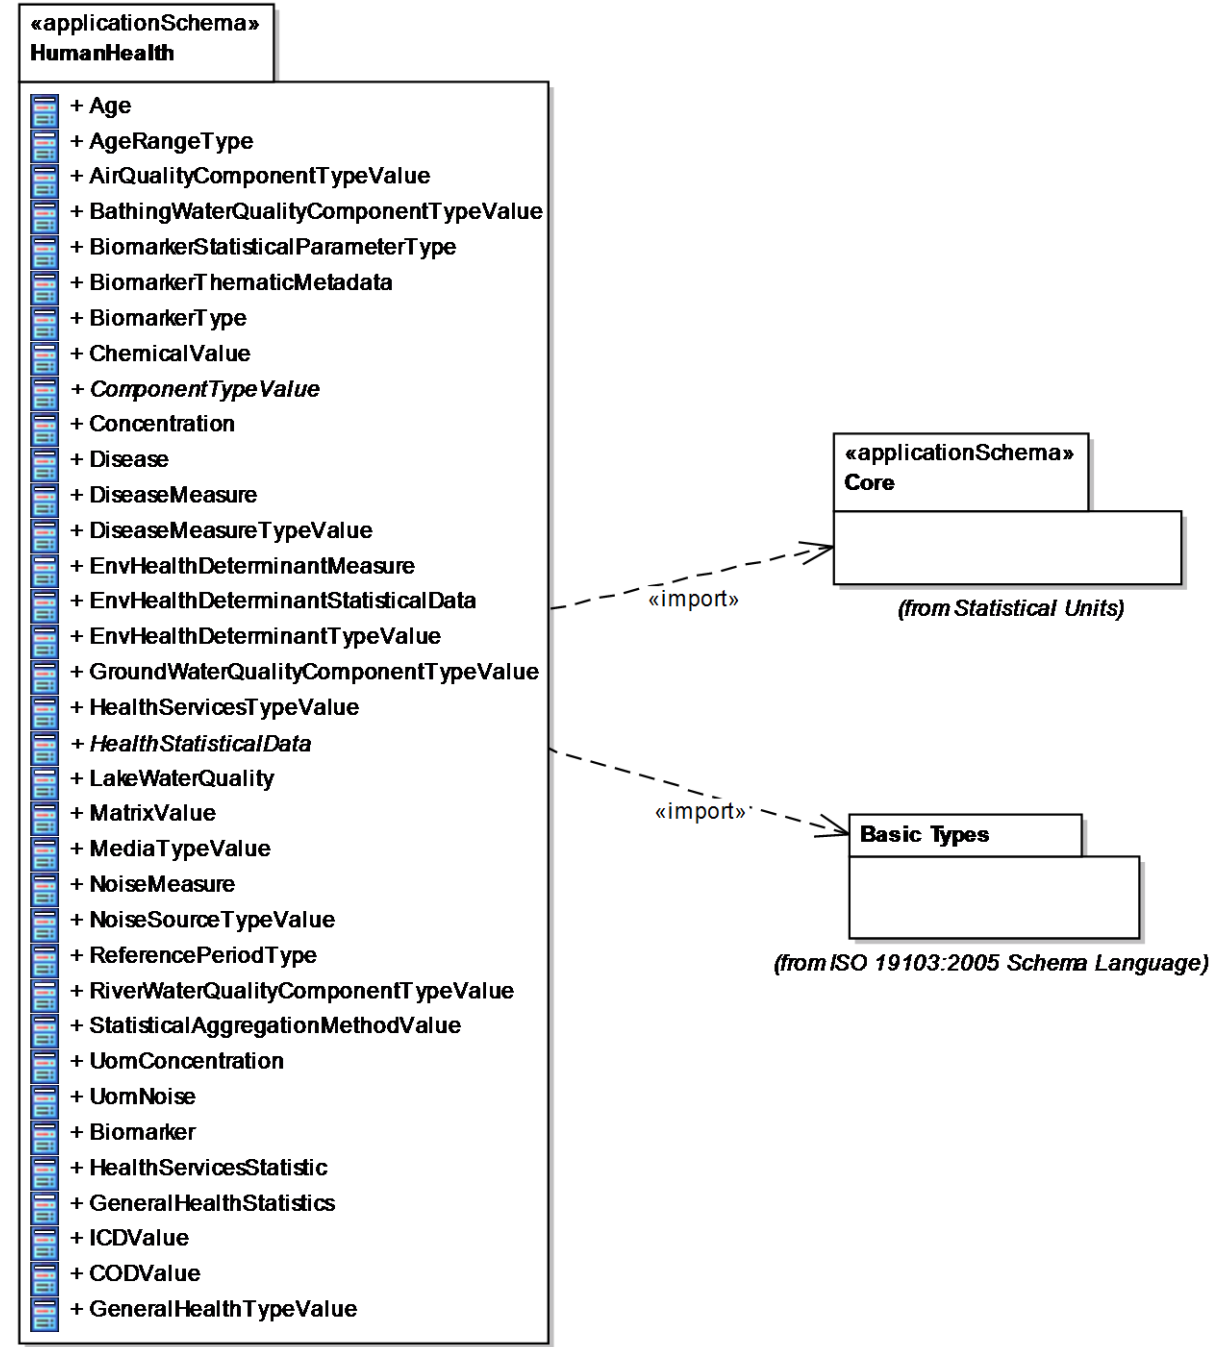 «applicationSchema»
HumanHealth
+ Age
+ AgeRangeType
+ AirQualityComponentTypeValue
+ BathingWaterQualityComponentTypeValue
+ BiomarkerStatisticalParameterType
+ BiomarkerThematicMetadata
+ BiomarkerType
+ ChemicalValue
+ ComponentTypeValue
+ Concentration
+ Disease
+ DiseaseMeasure
+ DiseaseMeasureTypeValue
+ EnvHealthDeterminantMeasure
+ EnvHealthDeterminantStatisticalData
+ EnvHealthDeterminantTypeValue
+ GroundWaterQualityComponentTypeValue
+ HealthServicesTypeValue
+ HealthStatisticalData
+ LakeWaterQuality
+ MatrixValue
+ MediaTypeValue
+ NoiseMeasure
+ NoiseSourceTypeValue
+ ReferencePeriodType
+ RiverWaterQualityComponentTypeValue
+ StatisticalAggregationMethodValue
+ UomConcentration
+ UomNoise
+ Biomarker
+ HealthServicesStatistic
+ GeneralHealthStatistics
+ ICDValue
+ CODValue
+ GeneralHealthTypeValue
«import»
«applicationSchema»
Core
(from Statistical Units)
«import»
Basic Types
(from ISO 19103:2005 Schema Language)